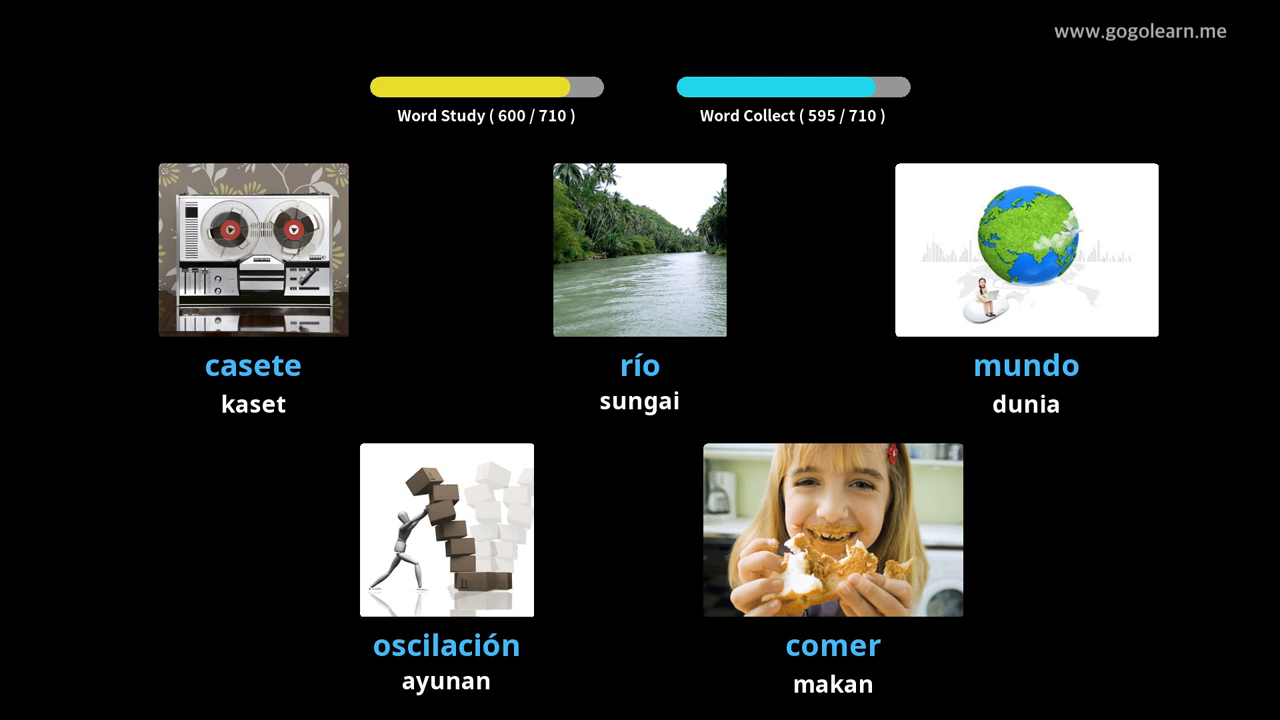 www.gogolearn.me
Word Study ( 600 / 710 )
Word Collect ( 595 / 710 )
casete
kaset
río
sungai
mundo
dunia
oscilación
ayunan
comer
makan